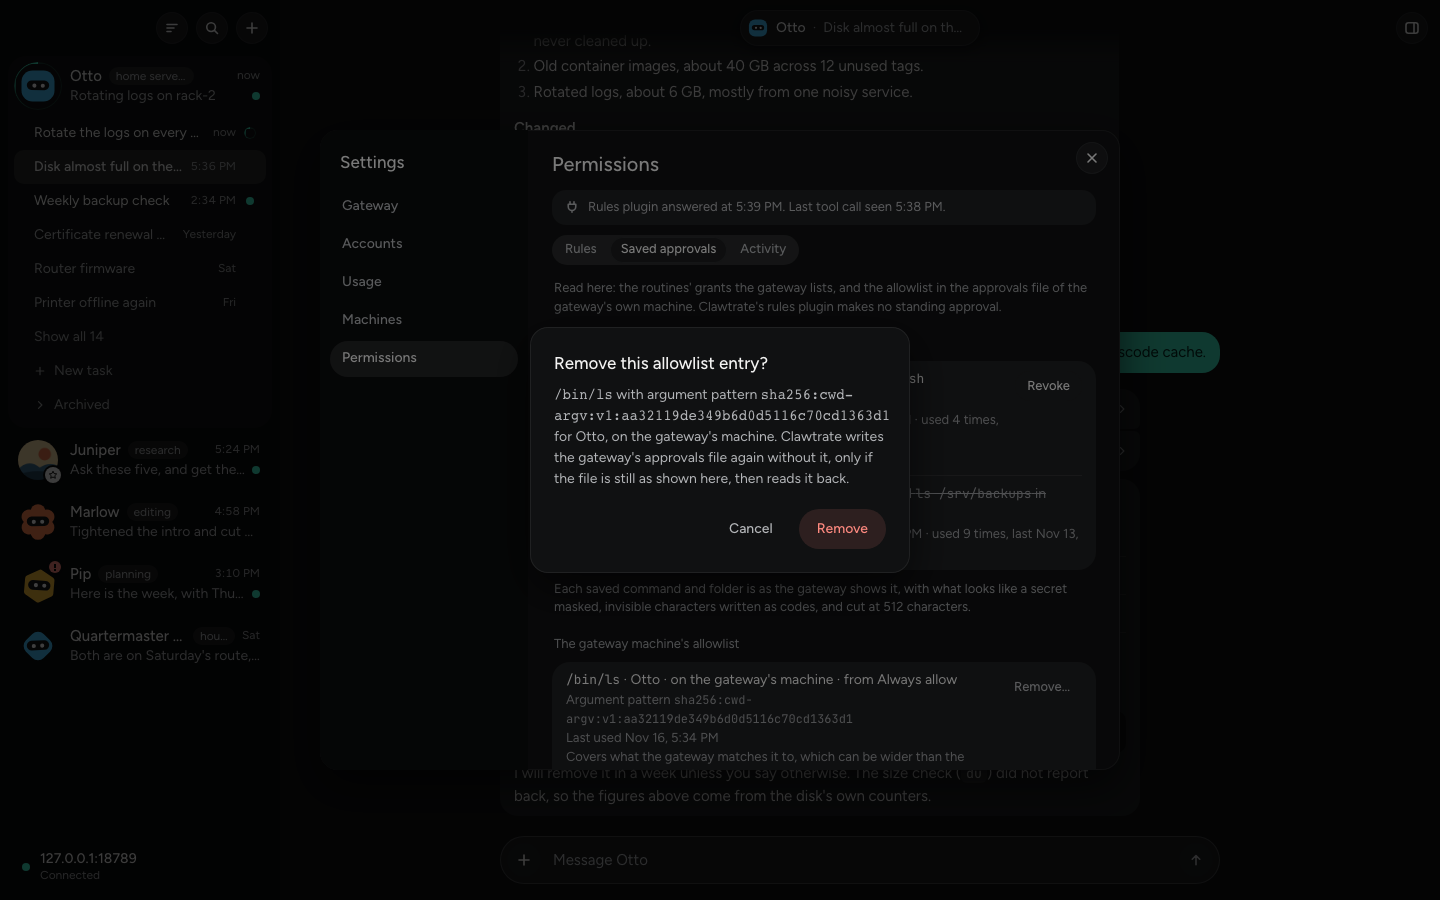 Otto · Disk almost full on th...
Otto home serve... now
Rotating logs on rack-2
Rotate the logs on every ... now
Disk almost full on the... 5:36 PM
Weekly backup check 2:34 PM
Certificate renewal ... Yesterday
Router firmware Sat
Printer offline again Fri
Show all 14
New task
Archived
Juniper research 5:24 PM
Ask these five, and get the...
Marlow editing 4:58 PM
Tightened the intro and cut ...
Pip planning 3:10 PM
Here is the week, with Thu...
Quartermaster ... hou... Sat
Both are on Saturday's route,...
127.0.0.1:18789
Connected
never cleaned up.
2. Old container images, about 40 GB across 12 unused tags.
3. Rotated logs, about 6 GB, mostly from one noisy service.
Changed
scode cache.
Settings
Gateway
Accounts
Usage
Machines
Permissions
Permissions
Rules plugin answered at 5:39 PM. Last tool call seen 5:38 PM.
Rules Saved approvals Activity
Read here: the routines' grants the gateway lists, and the allowlist in the approvals file of the
gateway's own machine. Clawtrate's rules plugin makes no standing approval.
sh
Revoke
· used 4 times,
ls /srv/backups in
PM · used 9 times, last Nov 13,
Remove this allowlist entry?
/bin/ls with argument pattern sha256:cwd-
argv:v1:aa32119de349b6d0d5116c70cd1363d1
for Otto, on the gateway's machine. Clawtrate writes
the gateway's approvals file again without it, only if
the file is still as shown here, then reads it back.
Cancel Remove
Each saved command and folder is as the gateway shows it, with what looks like a secret
masked, invisible characters written as codes, and cut at 512 characters.
The gateway machine's allowlist
/bin/ls · Otto · on the gateway's machine · from Always allow
Remove...
Argument pattern sha256:cwd-
argv:v1:aa32119de349b6d0d5116c70cd1363d1
Last used Nov 16, 5:34 PM
Covers what the gateway matches it to, which can be wider than the
I will remove it in a week unless you say otherwise. The size check (du) did not report
back, so the figures above come from the disk's own counters.
Message Otto